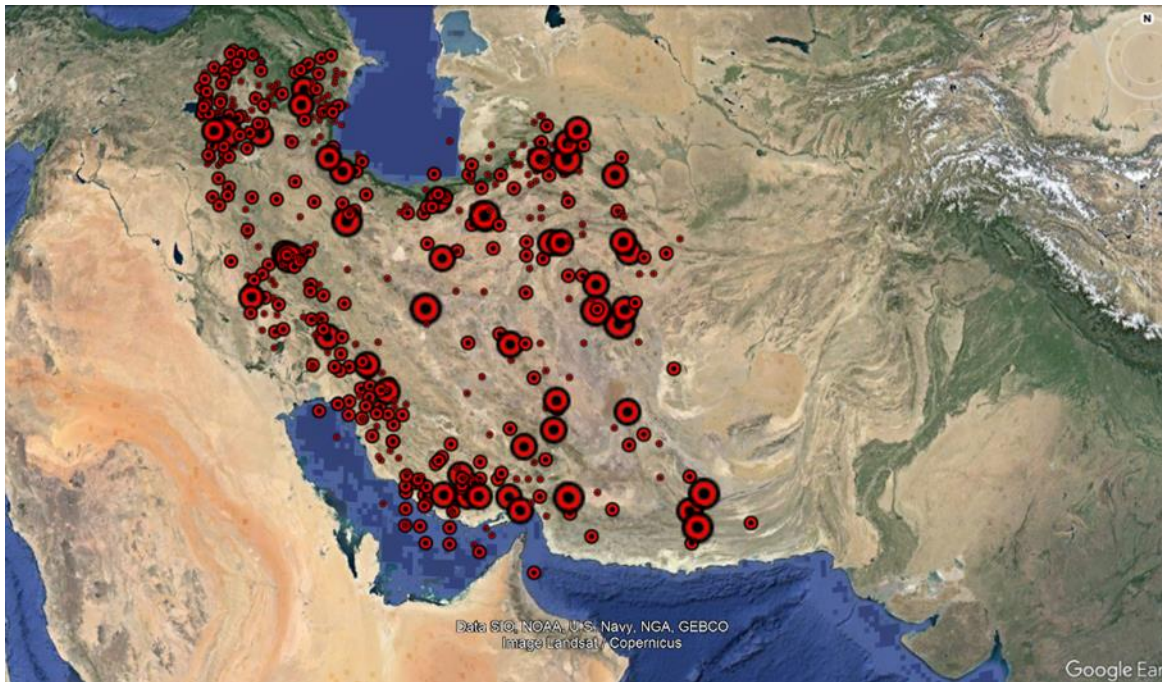 N
Data SIO, NOAA, U.S. Navy, NGA, GEBCO
Image Landsat / Copernicus
Google Ear